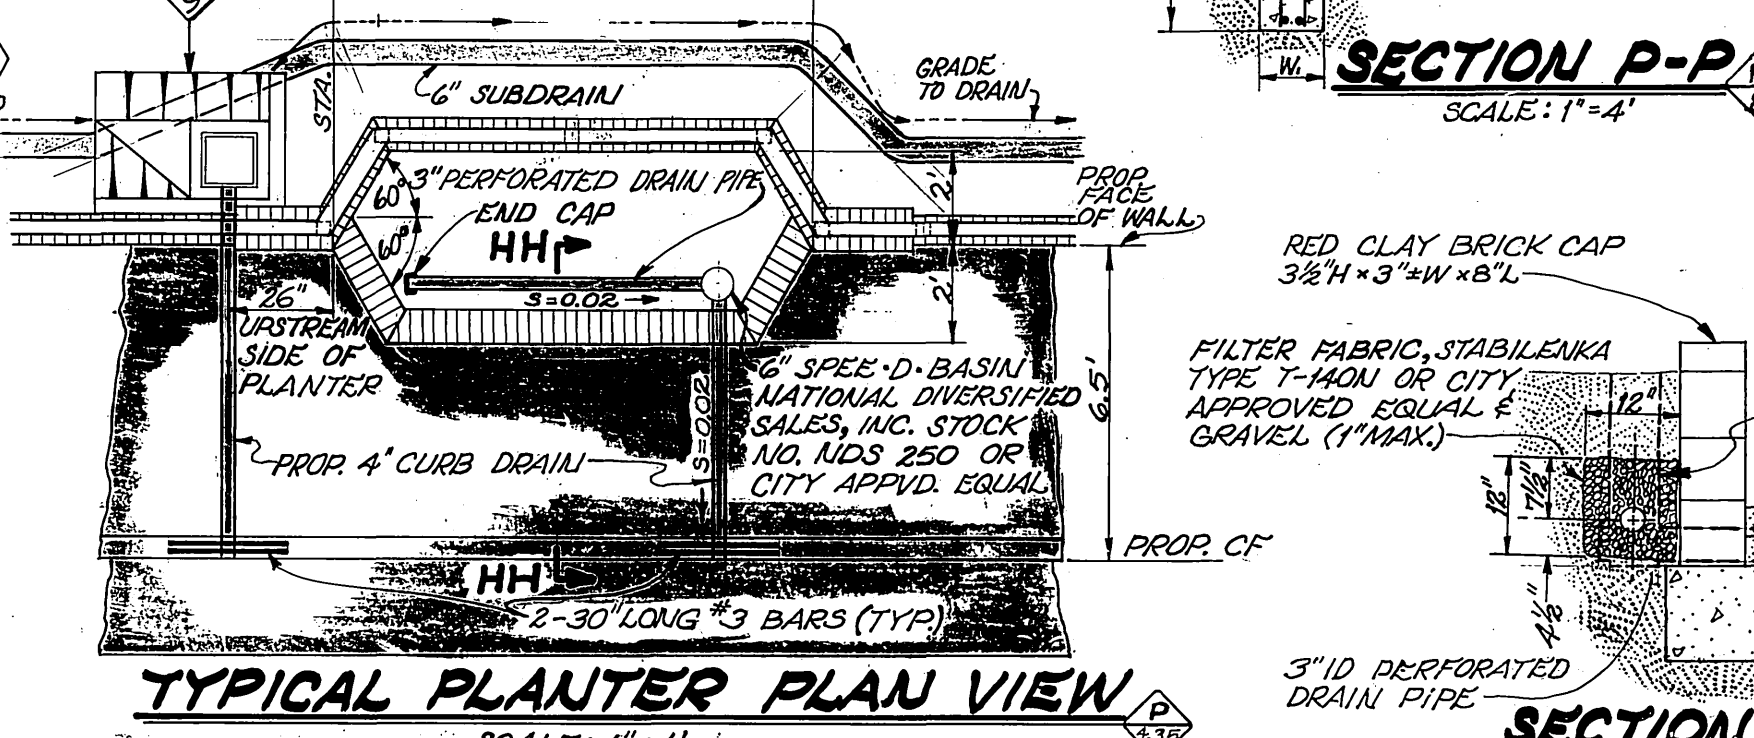 STA.
6" SUBDRAIN
GRADE
TO DRAIN
3" PERFORATED DRAIN PIPE
END CAP
60°
60°
HH
S=0.02
26"
UPSTREAM
SIDE OF
PLANTER
2'
2'
PROP.
FACE
OF WALL
6" SPEE·D·BASIN
NATIONAL DIVERSIFIED
SALES, INC. STOCK
NO. NDS 250 OR
CITY APPVD. EQUAL
S=0.02
6.5'
PROP. 4" CURB DRAIN
PROP. CF
HH
2-30" LONG #3 BARS (TYP.)
TYPICAL PLANTER PLAN VIEW
P
4.35
W.
SECTION P-P
SCALE: 1"=4'
RED CLAY BRICK CAP
3½"H × 3"±W × 8"L
FILTER FABRIC, STABILENKA
TYPE T-140N OR CITY
APPROVED EQUAL &
GRAVEL (1" MAX.)
12"
12"
7½"
4½"
3" ID PERFORATED
DRAIN PIPE
SECTION